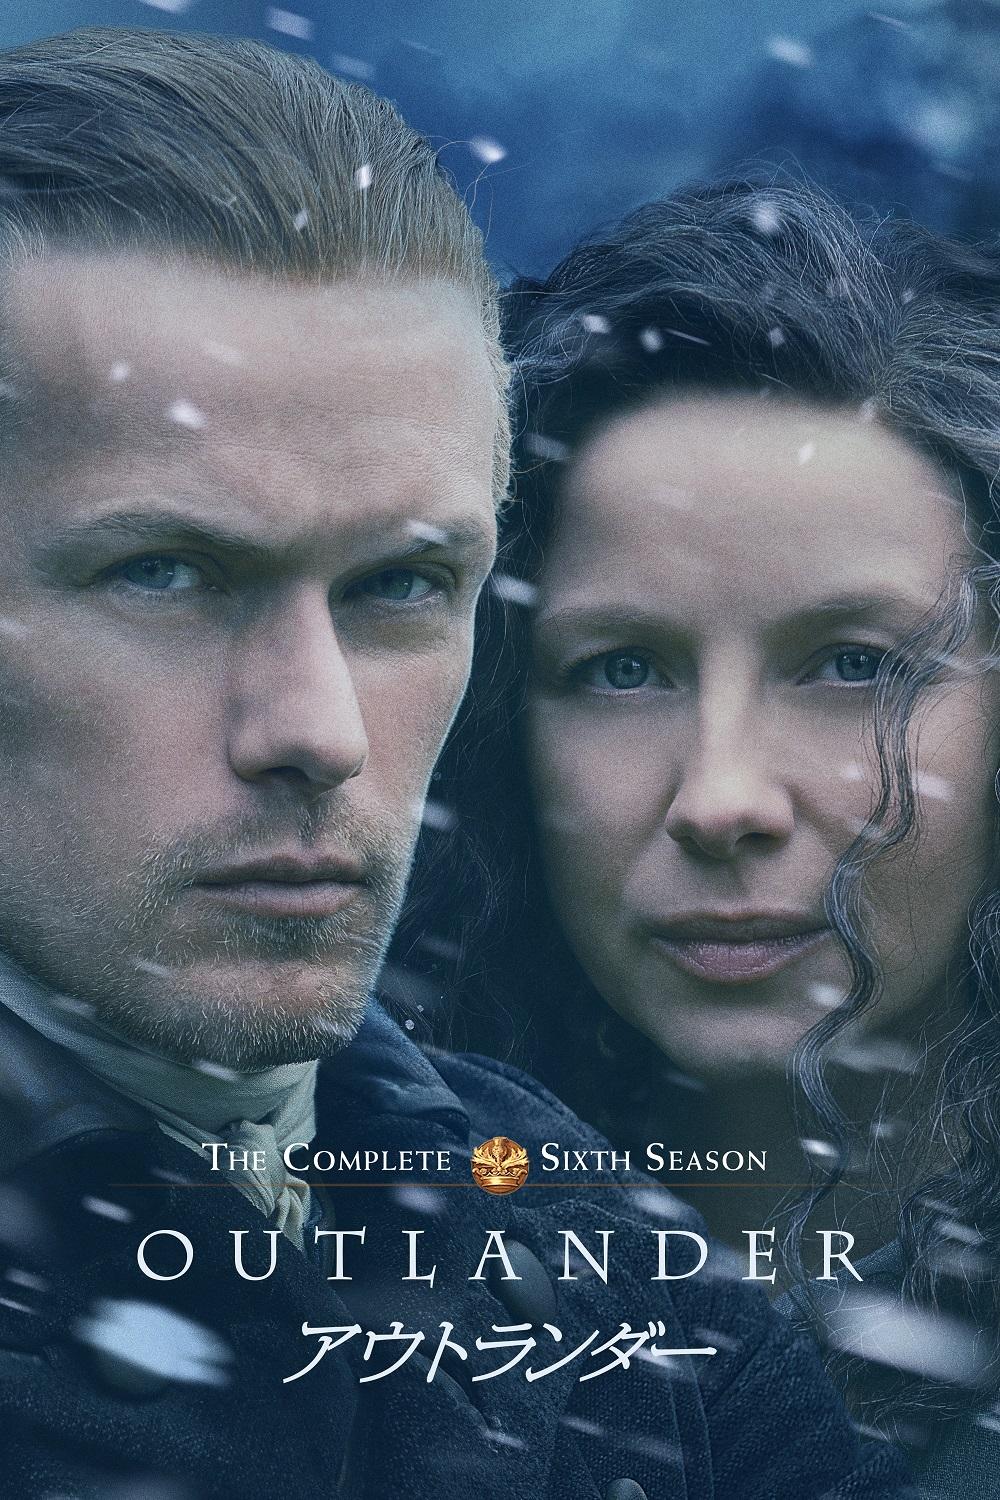 THE COMPLETE SIXTH SEASON
OUTLANDER
アウトランダー